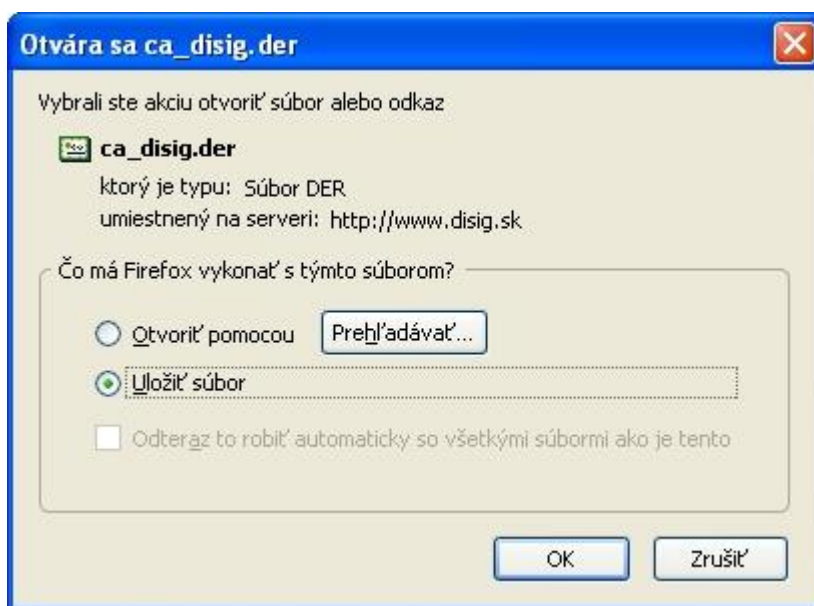 Otvára sa ca_disig.der
Vybrali ste akciu otvoriť súbor alebo odkaz
ca_disig.der
ktorý je typu: Súbor DER
umiestnený na serveri: http://www.disig.sk
Čo má Firefox vykonať s týmto súborom?
Otvoriť pomocou Prehľadávať...
Uložiť súbor
Odteraz to robiť automaticky so všetkými súbormi ako je tento
OK Zrušiť